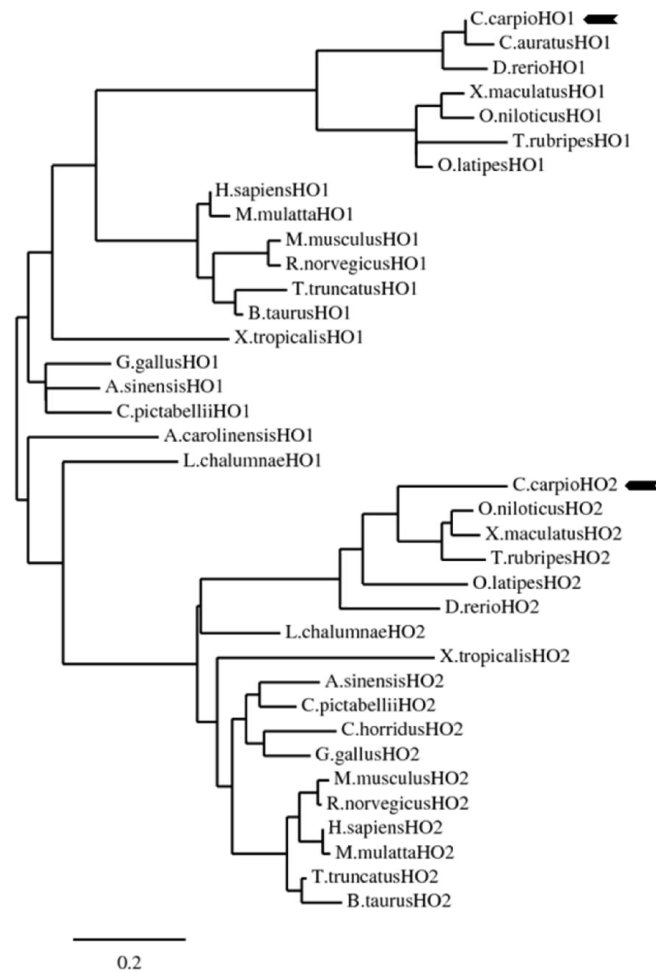 C.carpioHO1
C.auratusHO1
D.rerioHO1
X.maculatusHO1
O.niloticusHO1
T.rubripesHO1
O.latipesHO1
H.sapiensHO1
M.mulattaHO1
M.musculusHO1
R.norvegicusHO1
T.truncatusHO1
B.taurusHO1
X.tropicalisHO1
G.gallusHO1
A.sinensisHO1
C.pictabelliiHO1
A.carolinensisHO1
L.chalumnaeHO1
C.carpioHO2
O.niloticusHO2
X.maculatusHO2
T.rubripesHO2
O.latipesHO2
D.rerioHO2
L.chalumnaeHO2
X.tropicalisHO2
A.sinensisHO2
C.pictabelliiHO2
C.horridusHO2
G.gallusHO2
M.musculusHO2
R.norvegicusHO2
H.sapiensHO2
M.mulattaHO2
T.truncatusHO2
B.taurusHO2
0.2